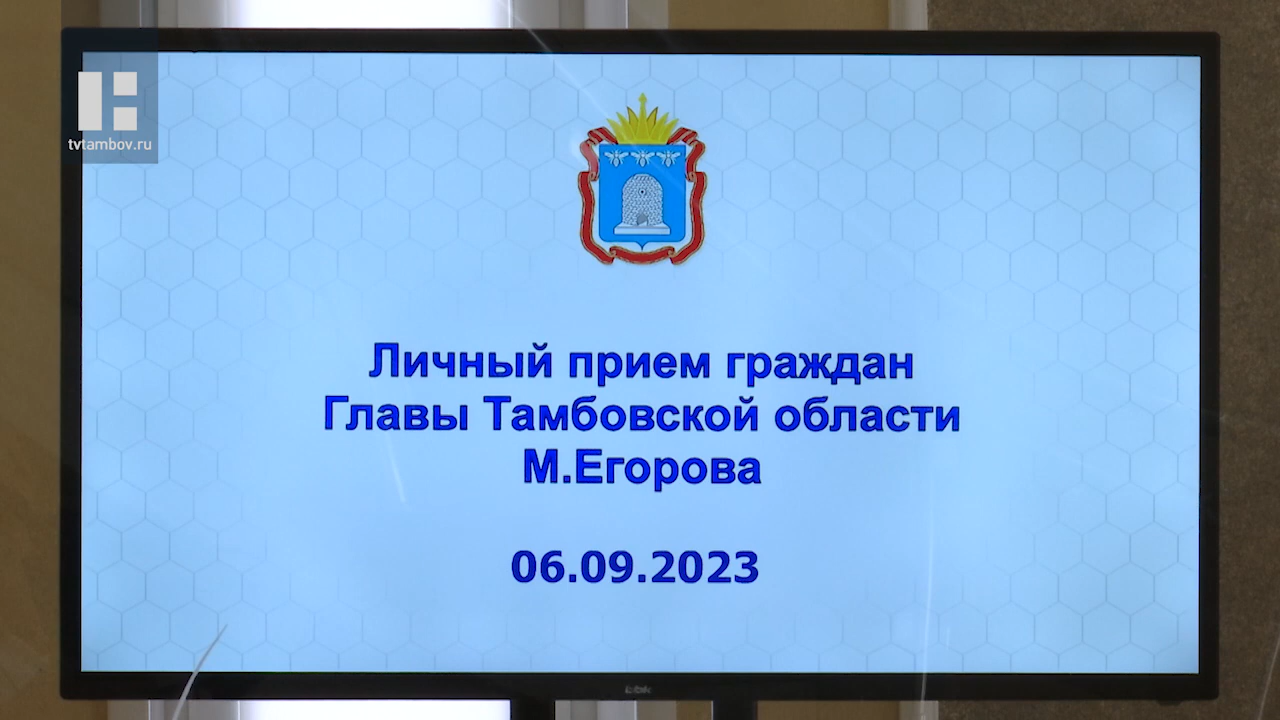 tvtambov.ru
Личный прием граждан
Главы Тамбовской области
М.Егорова
06.09.2023